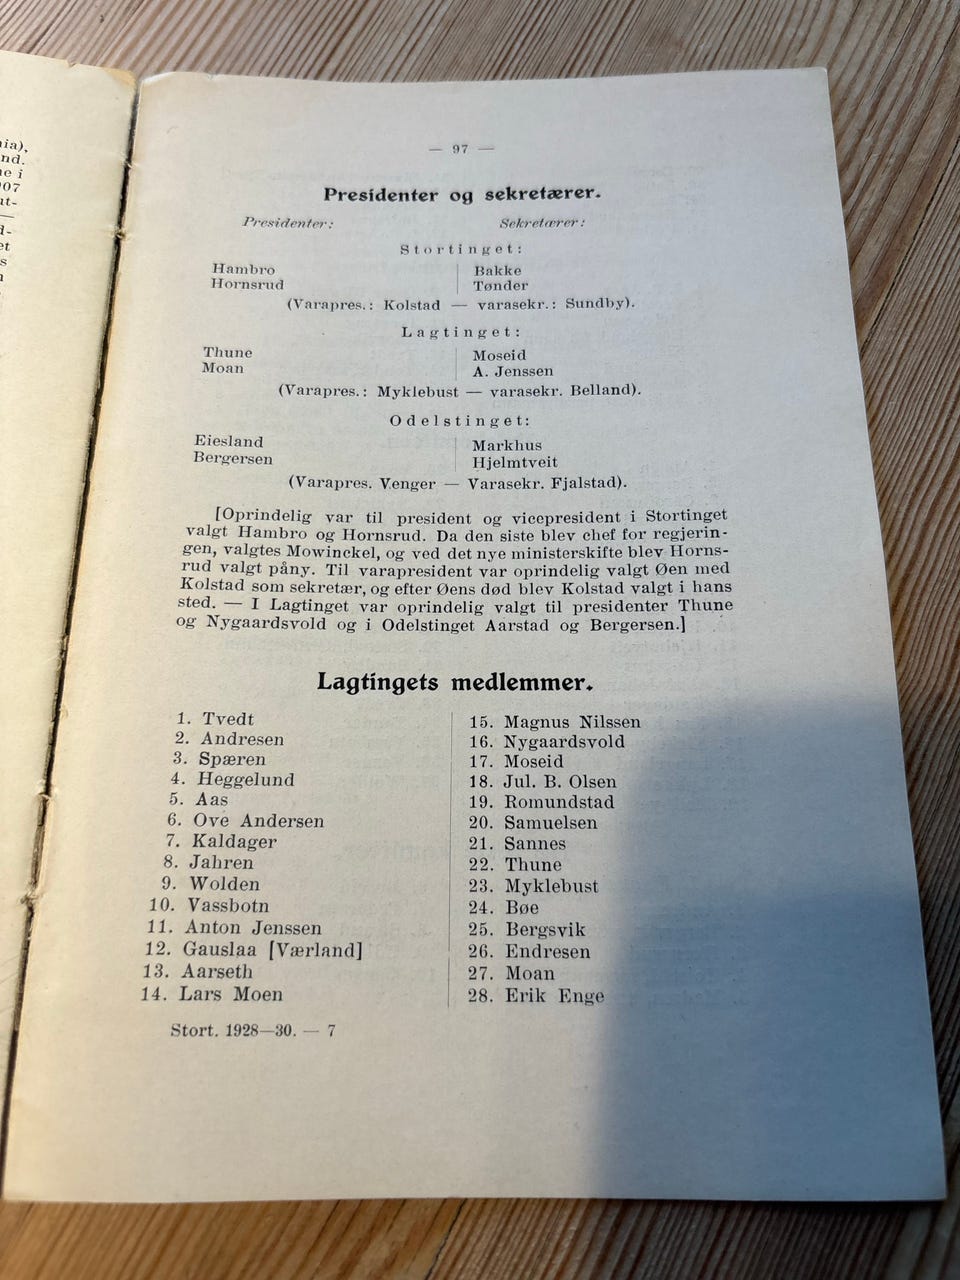 ia),
nd.
ne i
07
ut-
—
d-
et
s
— 97 —
Presidenter og sekretærer.
Presidenter: Sekretærer:
Stortinget:
Hambro Bakke
Hornsrud Tønder
(Varapres.: Kolstad — varasekr.: Sundby).
Lagtinget:
Thune Moseid
Moan A. Jenssen
(Varapres.: Myklebust — varasekr. Belland).
Odelstinget:
Eiesland Markhus
Bergersen Hjelmtveit
(Varapres. Venger — Varasekr. Fjalstad).
[Oprindelig var til president og vicepresident i Stortinget
valgt Hambro og Hornsrud. Da den siste blev chef for regjerin-
gen, valgtes Mowinckel, og ved det nye ministerskifte blev Horns-
rud valgt påny. Til varapresident var oprindelig valgt Øen med
Kolstad som sekretær, og efter Øens død blev Kolstad valgt i hans
sted. — I Lagtinget var oprindelig valgt til presidenter Thune
og Nygaardsvold og i Odelstinget Aarstad og Bergersen.]
Lagtingets medlemmer.
1. Tvedt
2. Andresen
3. Spæren
4. Heggelund
5. Aas
6. Ove Andersen
7. Kaldager
8. Jahren
9. Wolden
10. Vassbotn
11. Anton Jenssen
12. Gauslaa [Værland]
13. Aarseth
14. Lars Moen
15. Magnus Nilssen
16. Nygaardsvold
17. Moseid
18. Jul. B. Olsen
19. Romundstad
20. Samuelsen
21. Sannes
22. Thune
23. Myklebust
24. Bøe
25. Bergsvik
26. Endresen
27. Moan
28. Erik Enge
Stort. 1928—30. — 7